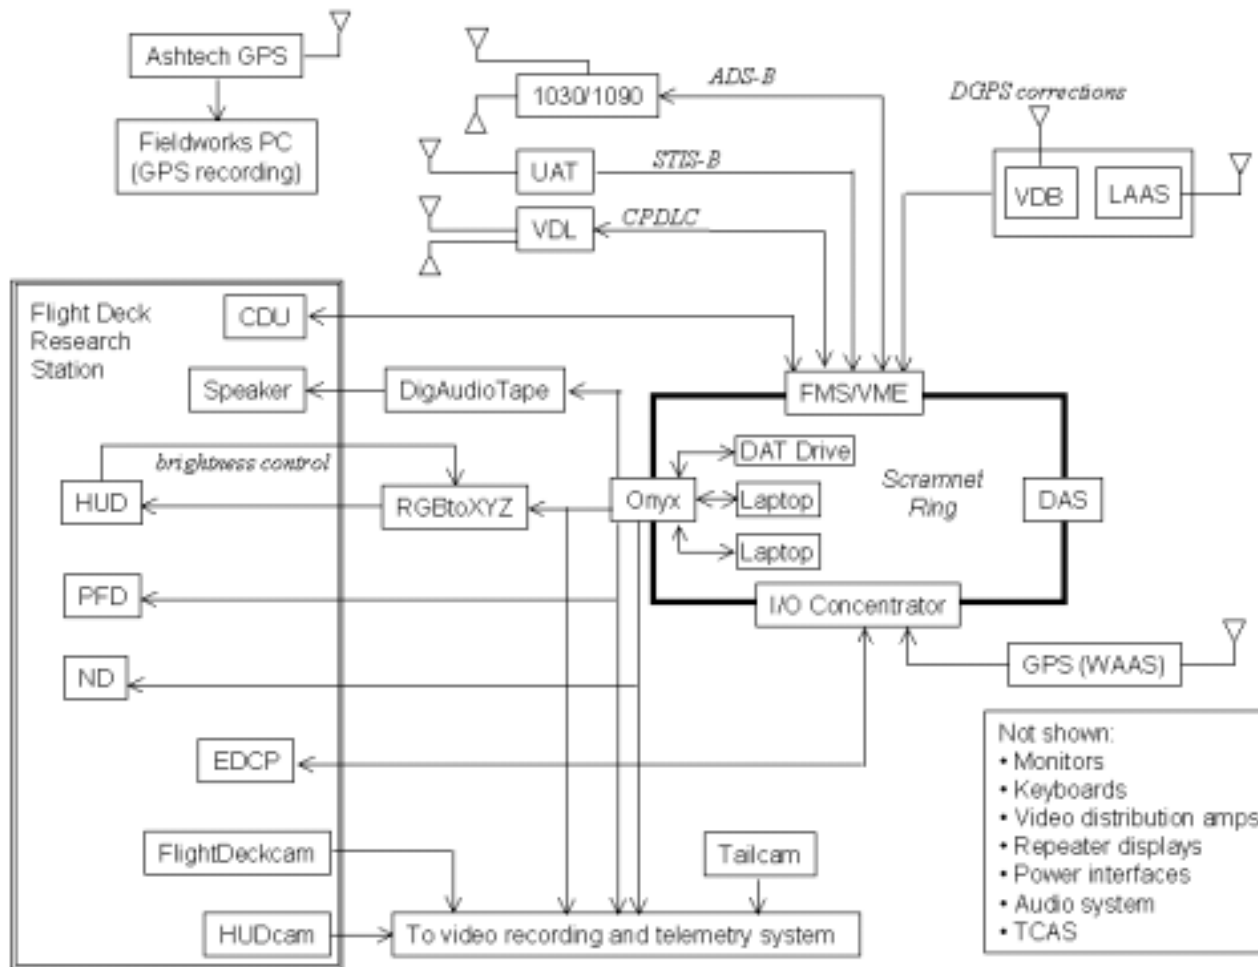 Ashtech GPS
Fieldworks PC
(GPS recording)
1030/1090
ADS-B
DGPS corrections
UAT
STIS-B
VDB
LAAS
VDL
CPDLC
Flight Deck
Research
Station
CDU
Speaker
DigAudioTape
FMS/VME
brightness control
DAT Drive
HUD
RGBtoXYZ
Onyx
Laptop
Scramnet
Ring
DAS
Laptop
PFD
I/O Concentrator
ND
GPS (WAAS)
EDCP
Not shown:
• Monitors
• Keyboards
• Video distribution amps
• Repeater displays
• Power interfaces
• Audio system
• TCAS
FlightDeckcam
Tailcam
HUDcam
To video recording and telemetry system